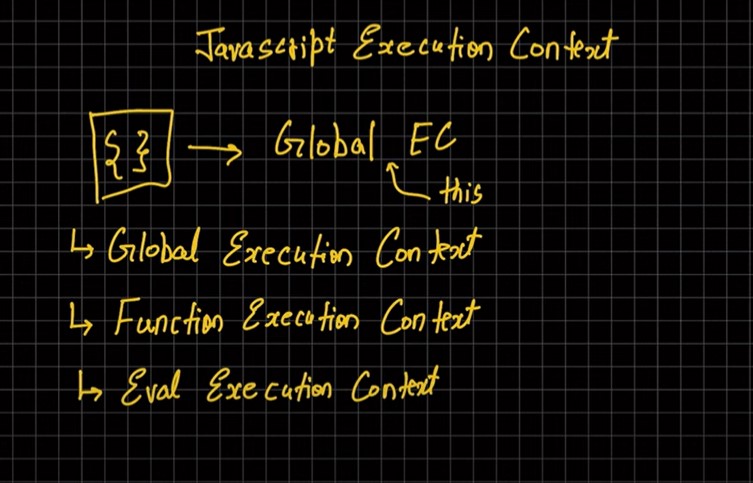 Javascript Execution Context
{ } → Global EC
this
↳ Global Execution Context
↳ Function Execution Context
↳ Eval Execution Context